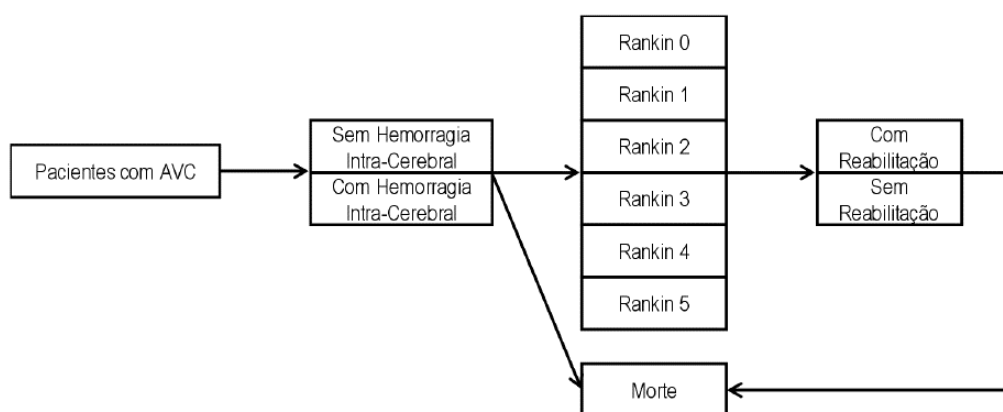 Pacientes com AVC
Sem Hemorragia
Intra-Cerebral
Com Hemorragia
Intra-Cerebral
Rankin 0
Rankin 1
Rankin 2
Rankin 3
Rankin 4
Rankin 5
Morte
Com
Reabilitação
Sem
Reabilitação